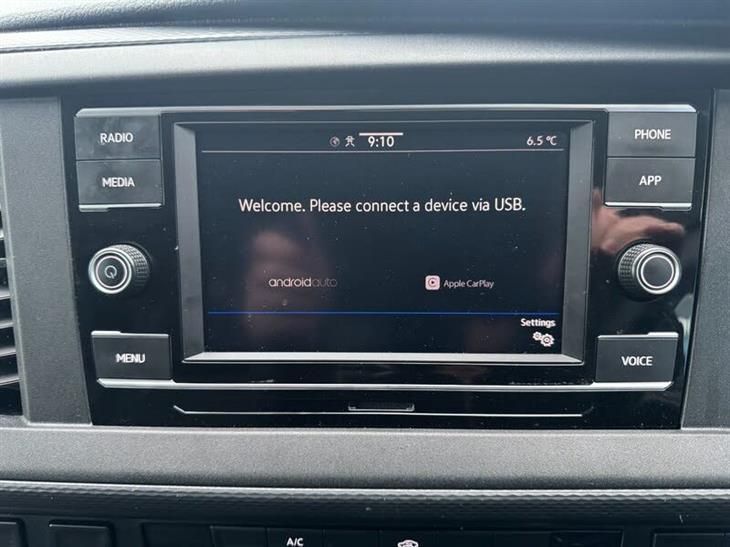 RADIO
MEDIA
MENU
9:10
6.5 °C
Welcome. Please connect a device via USB.
androidauto
Apple CarPlay
Settings
PHONE
APP
VOICE
A/C